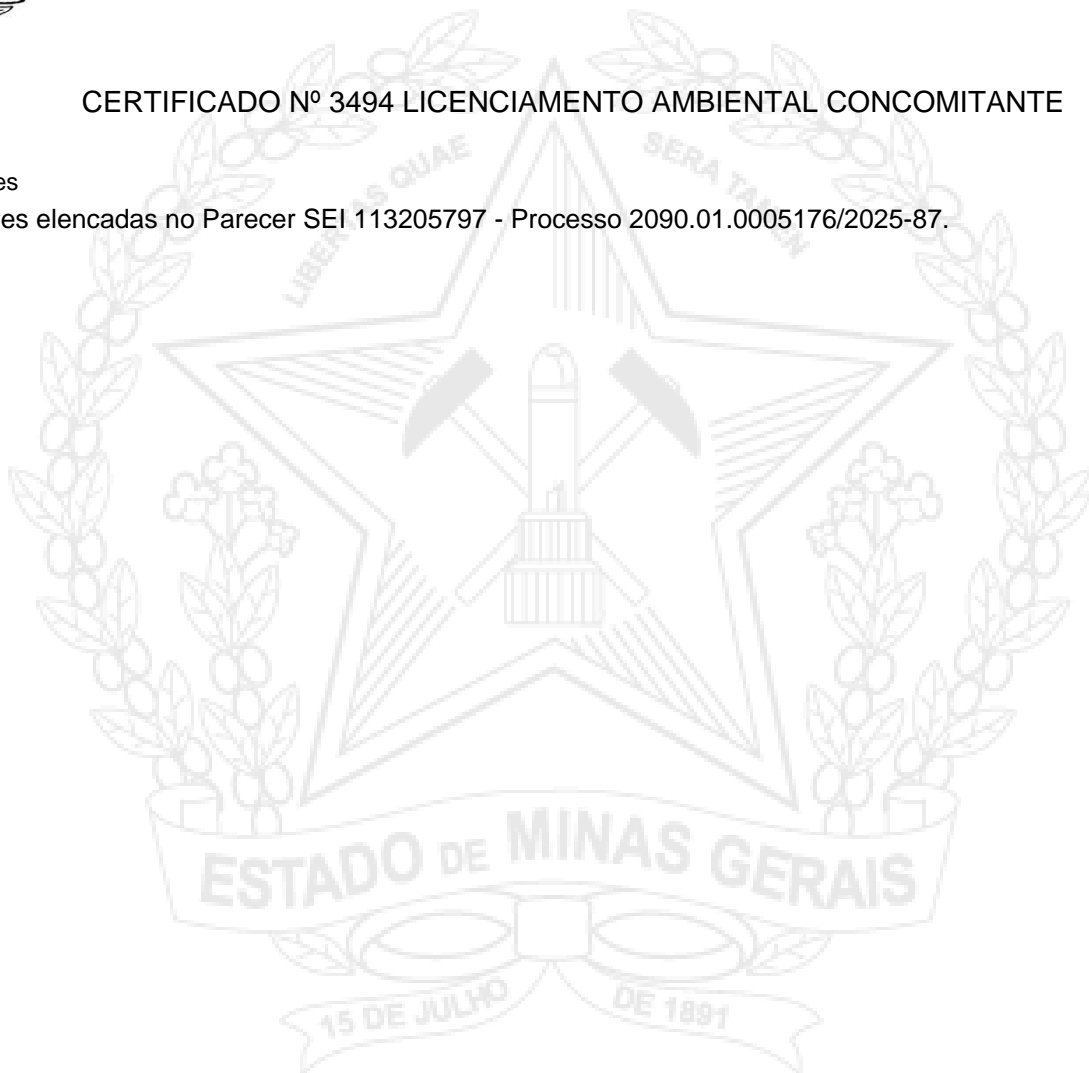 CERTIFICADO Nº 3494 LICENCIAMENTO AMBIENTAL CONCOMITANTE
LIBERTAS QUAE SERA TAMEN
es
es elencadas no Parecer SEI 113205797 - Processo 2090.01.0005176/2025-87.
ESTADO DE MINAS GERAIS
15 DE JULHO DE 1891